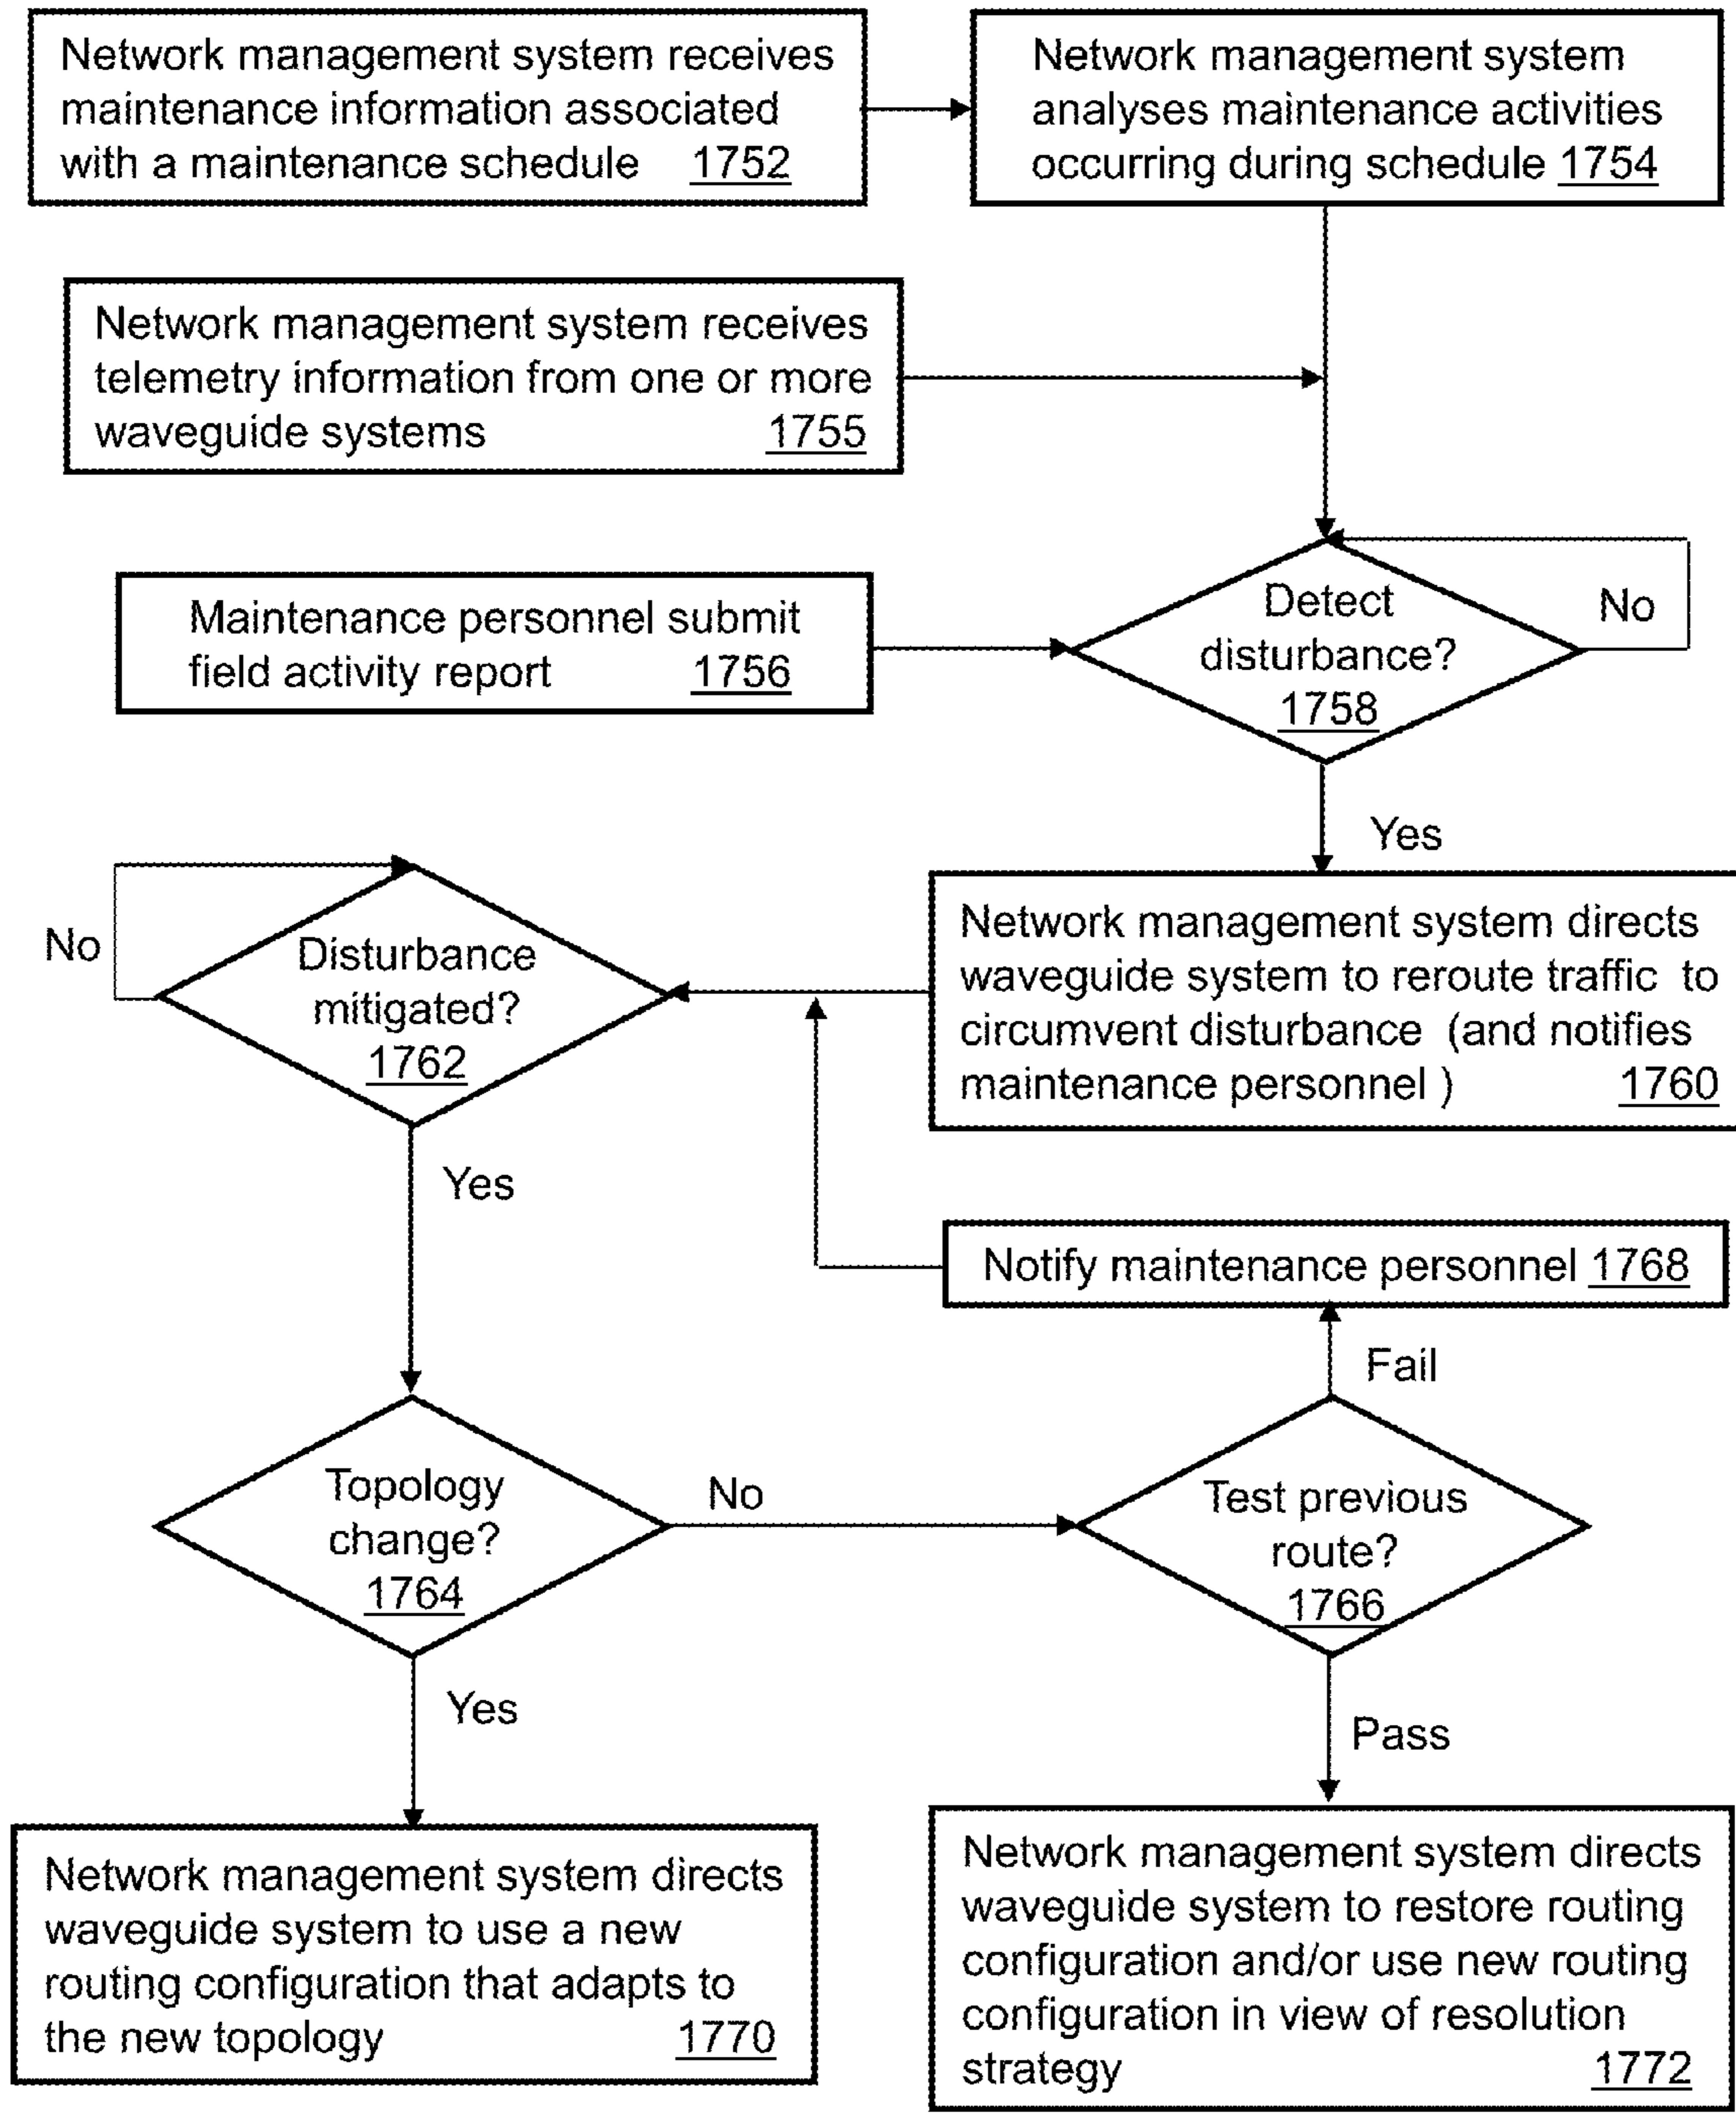 Network management system receives
maintenance information associated
with a maintenance schedule 1752
Network management system
analyses maintenance activities
occurring during schedule 1754
Network management system receives
telemetry information from one or more
waveguide systems 1755
Maintenance personnel submit
field activity report 1756
Detect
disturbance?
1758
No
Yes
Network management system directs
waveguide system to reroute traffic to
circumvent disturbance (and notifies
maintenance personnel ) 1760
Disturbance
mitigated?
1762
No
Yes
Notify maintenance personnel 1768
Fail
Topology
change?
1764
No
Test previous
route?
1766
Yes
Pass
Network management system directs
waveguide system to use a new
routing configuration that adapts to
the new topology 1770
Network management system directs
waveguide system to restore routing
configuration and/or use new routing
configuration in view of resolution
strategy 1772